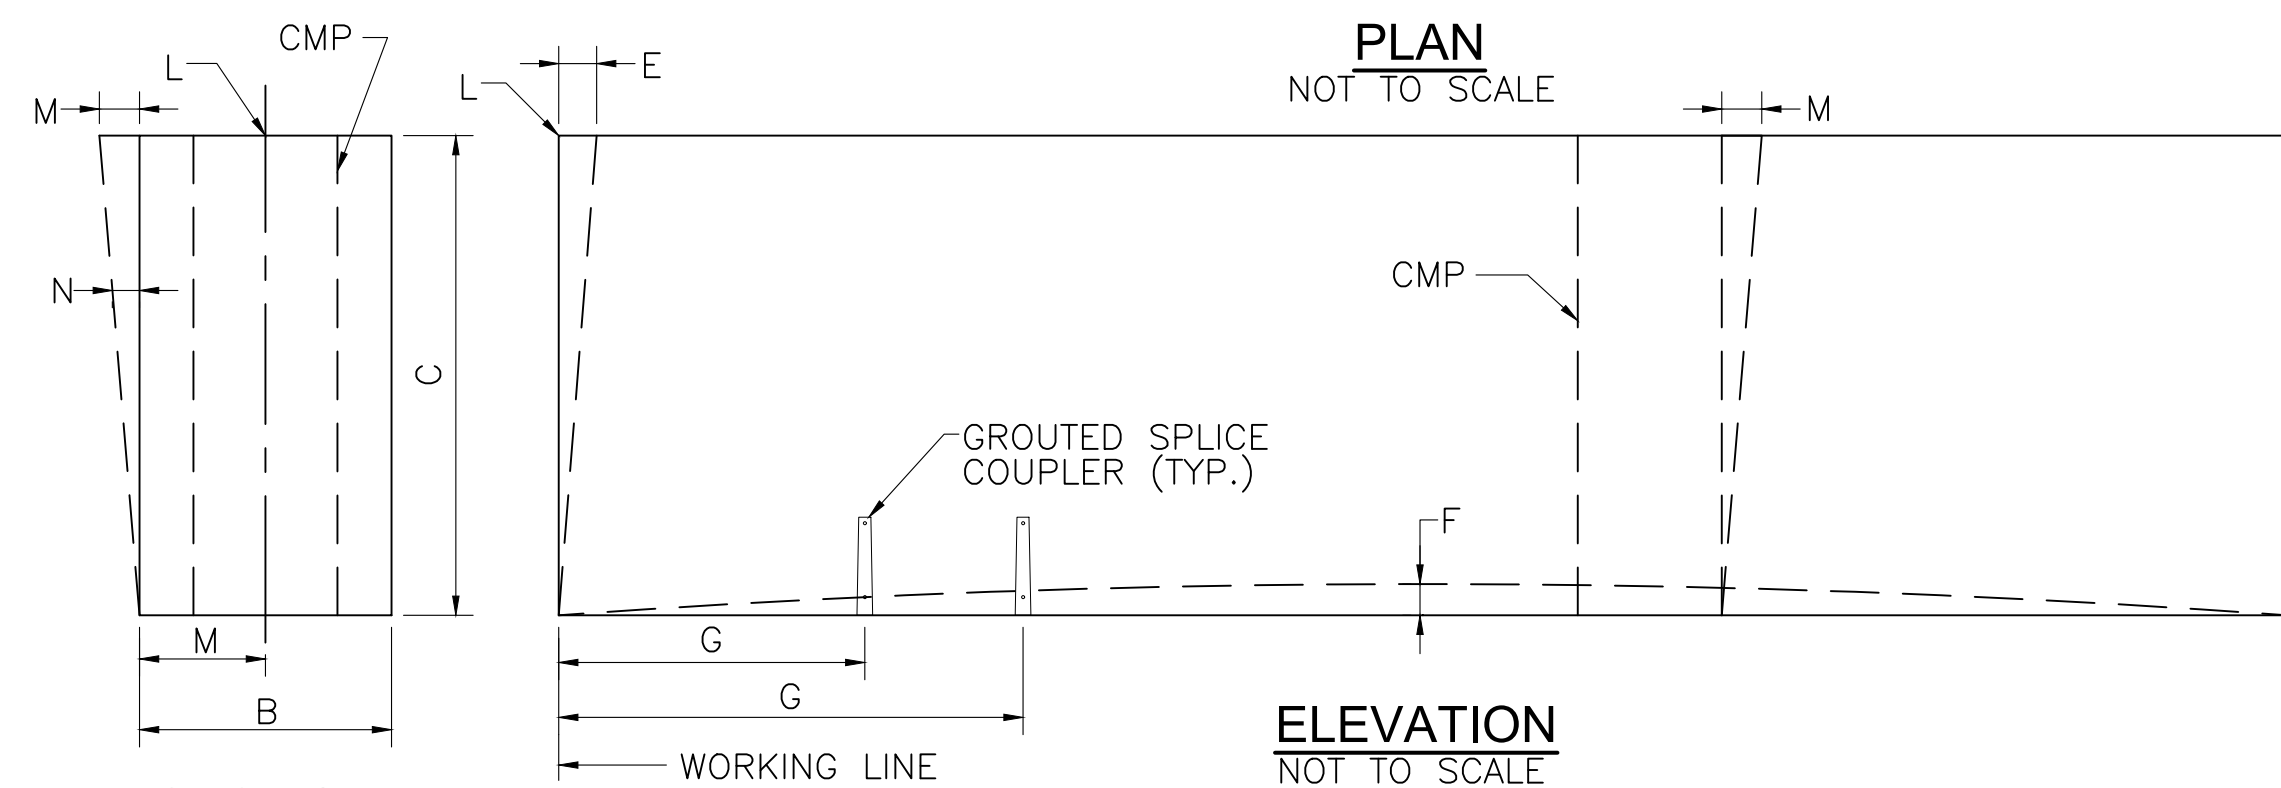 PLAN
NOT TO SCALE
CMP
L
M
N
C
M
B
E
L
M
CMP
GROUTED SPLICE
COUPLER (TYP.)
F
G
G
WORKING LINE
ELEVATION
NOT TO SCALE